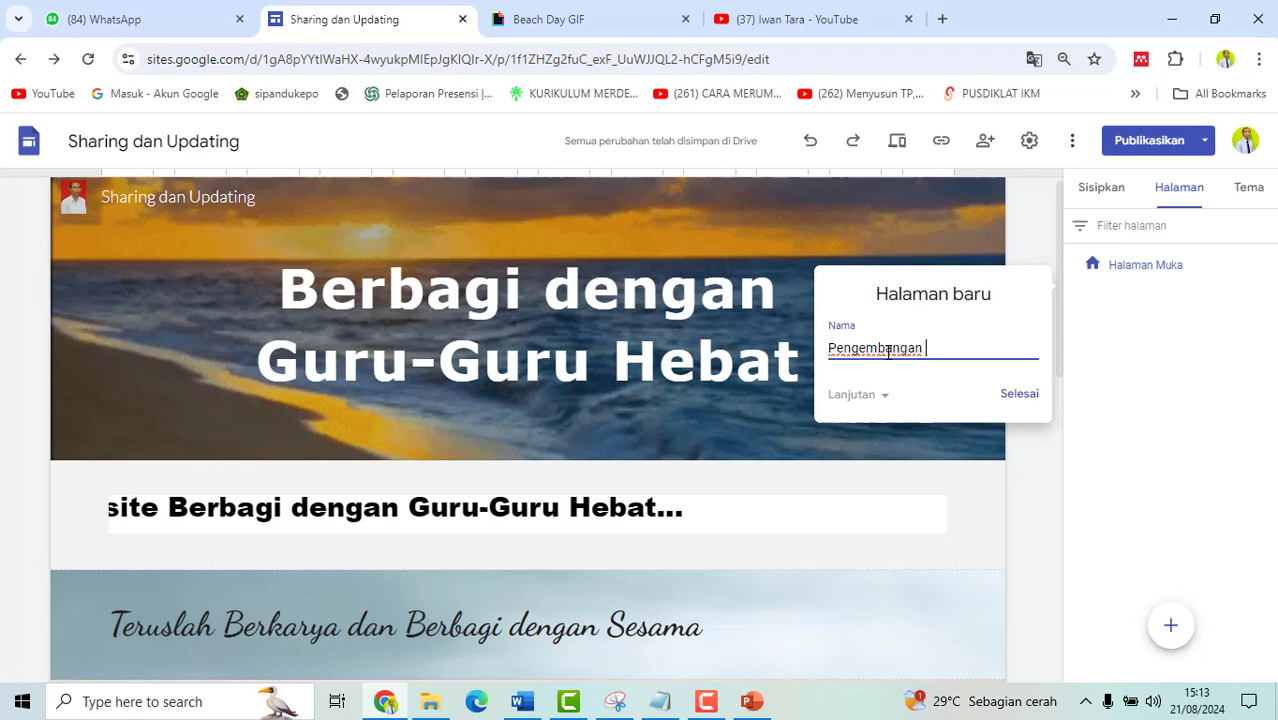 (84) WhatsApp
Sharing dan Updating
Beach Day GIF
(37) Iwan Tara - YouTube
sites.google.com/d/1gA8pYYtIWaHX-4wyukpMIEpJgKIQIr-X/p/1f1ZHZg2fuC_exF_UuWJJQL2-hCFgM5i9/edit
YouTube
Masuk - Akun Google
sipandukepo
Pelaporan Presensi |...
KURIKULUM MERDE...
(261) CARA MERUM...
(262) Menyusun TP,...
PUSDIKLAT IKM
All Bookmarks
Sharing dan Updating
Semua perubahan telah disimpan di Drive
Publikasikan
Sisipkan
Halaman
Tema
Filter halaman
Halaman Muka
Sharing dan Updating
Berbagi dengan
Guru-Guru Hebat
Halaman baru
Nama
Pengembangan
Lanjutan
Selesai
site Berbagi dengan Guru-Guru Hebat...
Teruslah Berkarya dan Berbagi dengan Sesama
Type here to search
29°C Sebagian cerah
15:13
21/08/2024